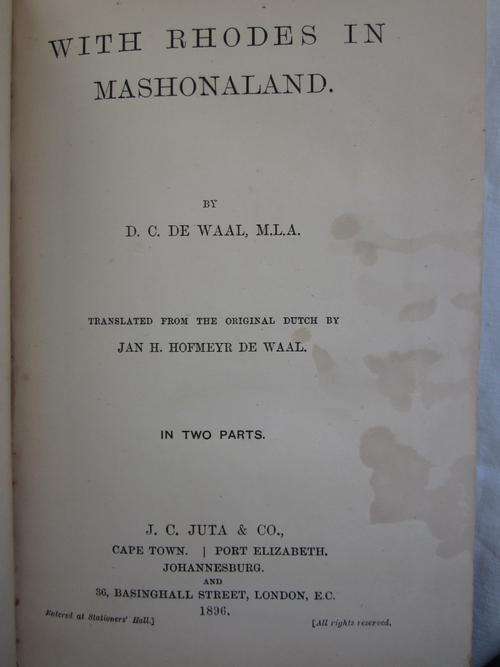 WITH RHODES IN
MASHONALAND.
BY
D. C. DE WAAL, M.L.A.
TRANSLATED FROM THE ORIGINAL DUTCH BY
JAN H. HOFMEYR DE WAAL.
IN TWO PARTS.
J. C. JUTA & CO.,
CAPE TOWN. | PORT ELIZABETH.
JOHANNESBURG.
AND
36, BASINGHALL STREET, LONDON, E.C.
1896.
Entered at Stationers' Hall.] [All rights reserved.